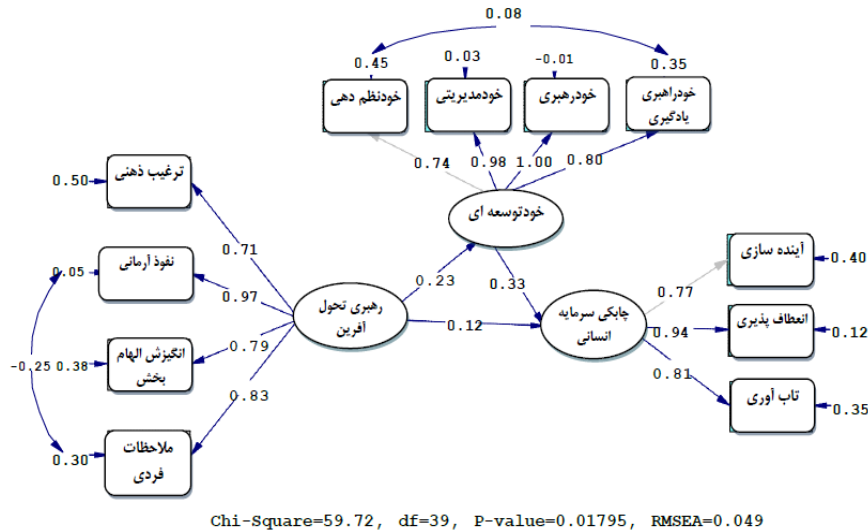 0.08
0.45
0.03
-0.01
0.35
خودنظم دهی
خودمدیریتی
خودرهبری
خودراهبری
یادگیری
0.74
0.98
1.00
0.80
خودتوسعه ای
0.50
ترغیب ذهنی
0.71
0.05
نفوذ آرمانی
0.97
-0.25
0.38
انگیزش الهام
بخش
0.79
0.30
ملاحظات
فردی
0.83
رهبری تحول
آفرین
0.23
0.33
0.12
چابکی سرمایه
انسانی
0.77
آینده سازی
0.40
0.94
انعطاف پذیری
0.12
0.81
تاب آوری
0.35
Chi-Square=59.72, df=39, P-value=0.01795, RMSEA=0.049